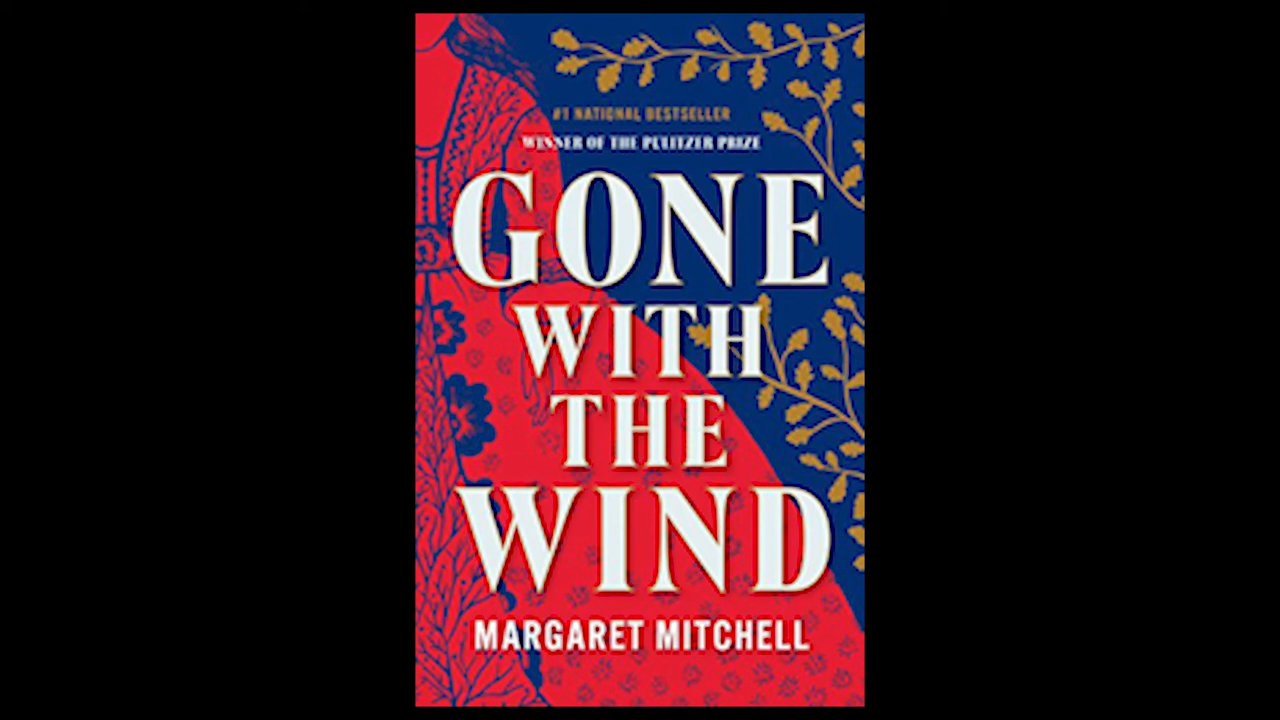 #1 NATIONAL BESTSELLER
WINNER OF THE PULITZER PRIZE
GONE
WITH
THE
WIND
MARGARET MITCHELL